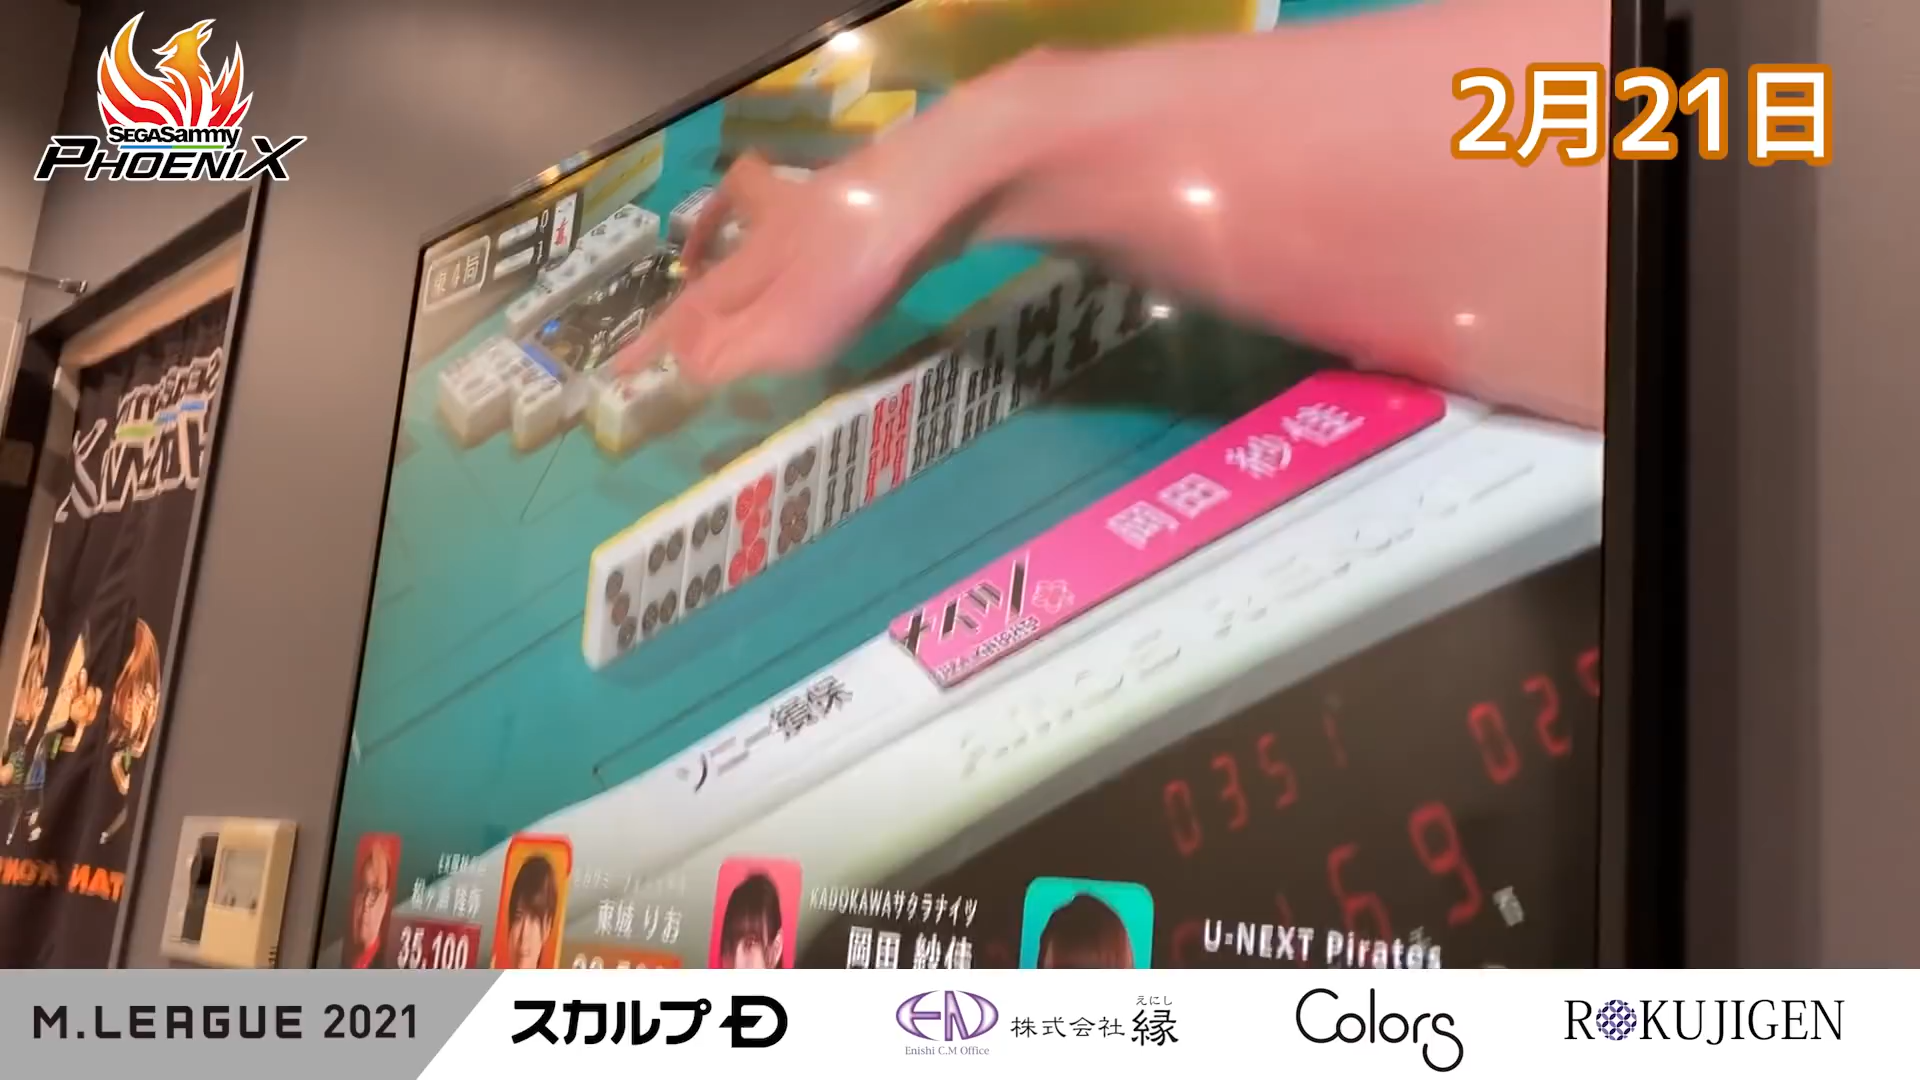 SEGASammy
PHOENIX
2月21日
東4局
岡田 紗佳
ソニー損保
0351
松ヶ瀬 隆弥
35,100
東城 りお
KADOKAWAサクラナイツ
岡田 紗佳
U-NEXT Pirates
M.LEAGUE 2021
スカルプD
Enishi C.M Office
株式会社縁
えにし
Colors
ROKUJIGEN